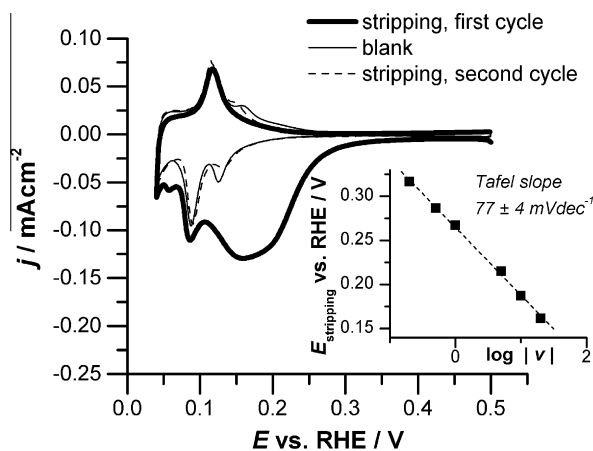 stripping, first cycle
blank
stripping, second cycle
0.10
0.05
0.00
-0.05
-0.10
-0.15
-0.20
-0.25
j / mAcm-2
0.0 0.1 0.2 0.3 0.4 0.5
E vs. RHE / V
Tafel slope
77 ± 4 mVdec-1
0.30
0.25
0.20
0.15
Estripping vs. RHE / V
0 2
log | v |